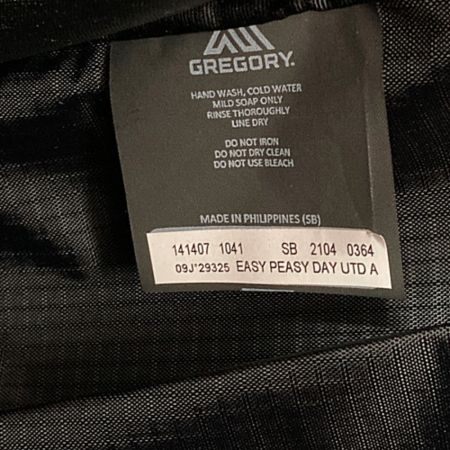 GREGORY.
HAND WASH, COLD WATER
MILD SOAP ONLY
RINSE THOROUGHLY
LINE DRY
DO NOT IRON
DO NOT DRY CLEAN
DO NOT USE BLEACH
MADE IN PHILIPPINES (SB)
141407 1041 SB 2104 0364
09J'29325 EASY PEASY DAY UTD A